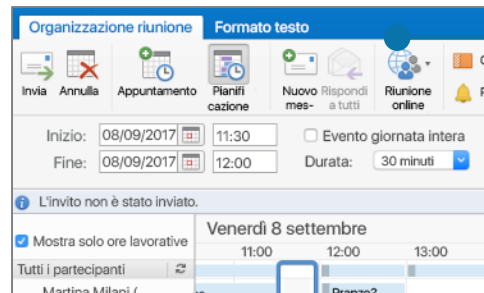 Organizzazione riunione Formato testo
Invia Annulla Appuntamento Pianifi Nuovo Rispondi Riunione
cazione mes- a tutti online
Inizio: 08/09/2017 11:30 Evento giornata intera
Fine: 08/09/2017 12:00 Durata: 30 minuti
L'invito non è stato inviato.
Venerdì 8 settembre
Mostra solo ore lavorative
11:00 12:00 13:00
Tutti i partecipanti
Martina Milani ( Pranzo?